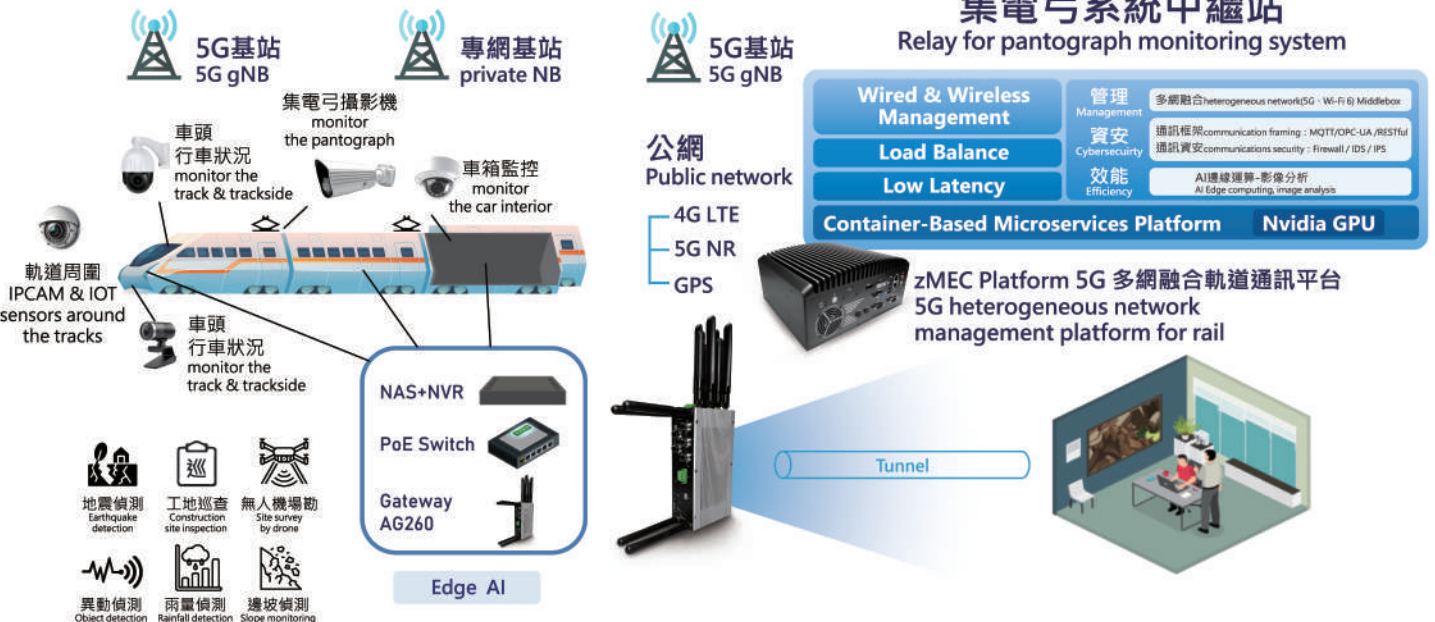 5G基站
5G gNB
專網基站
private NB
集電弓攝影機
monitor
the pantograph
車頭
行車狀況
monitor the
track & trackside
車箱監控
monitor
the car interior
軌道周圍
IPCAM & IOT
sensors around
the tracks
車頭
行車狀況
monitor the
track & trackside
NAS+NVR
PoE Switch
Gateway
AG260
Edge AI
地震偵測
Earthquake
detection
工地巡查
Construction
site inspection
無人機場勘
Site survey
by drone
巡
異動偵測
Object detection
雨量偵測
Rainfall detection
邊坡偵測
Slope monitoring
5G基站
5G gNB
公網
Public network
4G LTE
5G NR
GPS
集電弓系統中繼站
Relay for pantograph monitoring system
Wired & Wireless
Management
Load Balance
Low Latency
管理
Management
多網融合heterogeneous network(5G、Wi-Fi 6) Middlebox
資安
Cybersecuirty
通訊框架communication framing : MQTT/OPC-UA /RESTful
通訊資安communications security : Firewall / IDS / IPS
效能
Efficiency
AI邊緣運算-影像分析
AI Edge computing, image analysis
Container-Based Microservices Platform
Nvidia GPU
zMEC Platform 5G 多網融合軌道通訊平台
5G heterogeneous network
management platform for rail
Tunnel